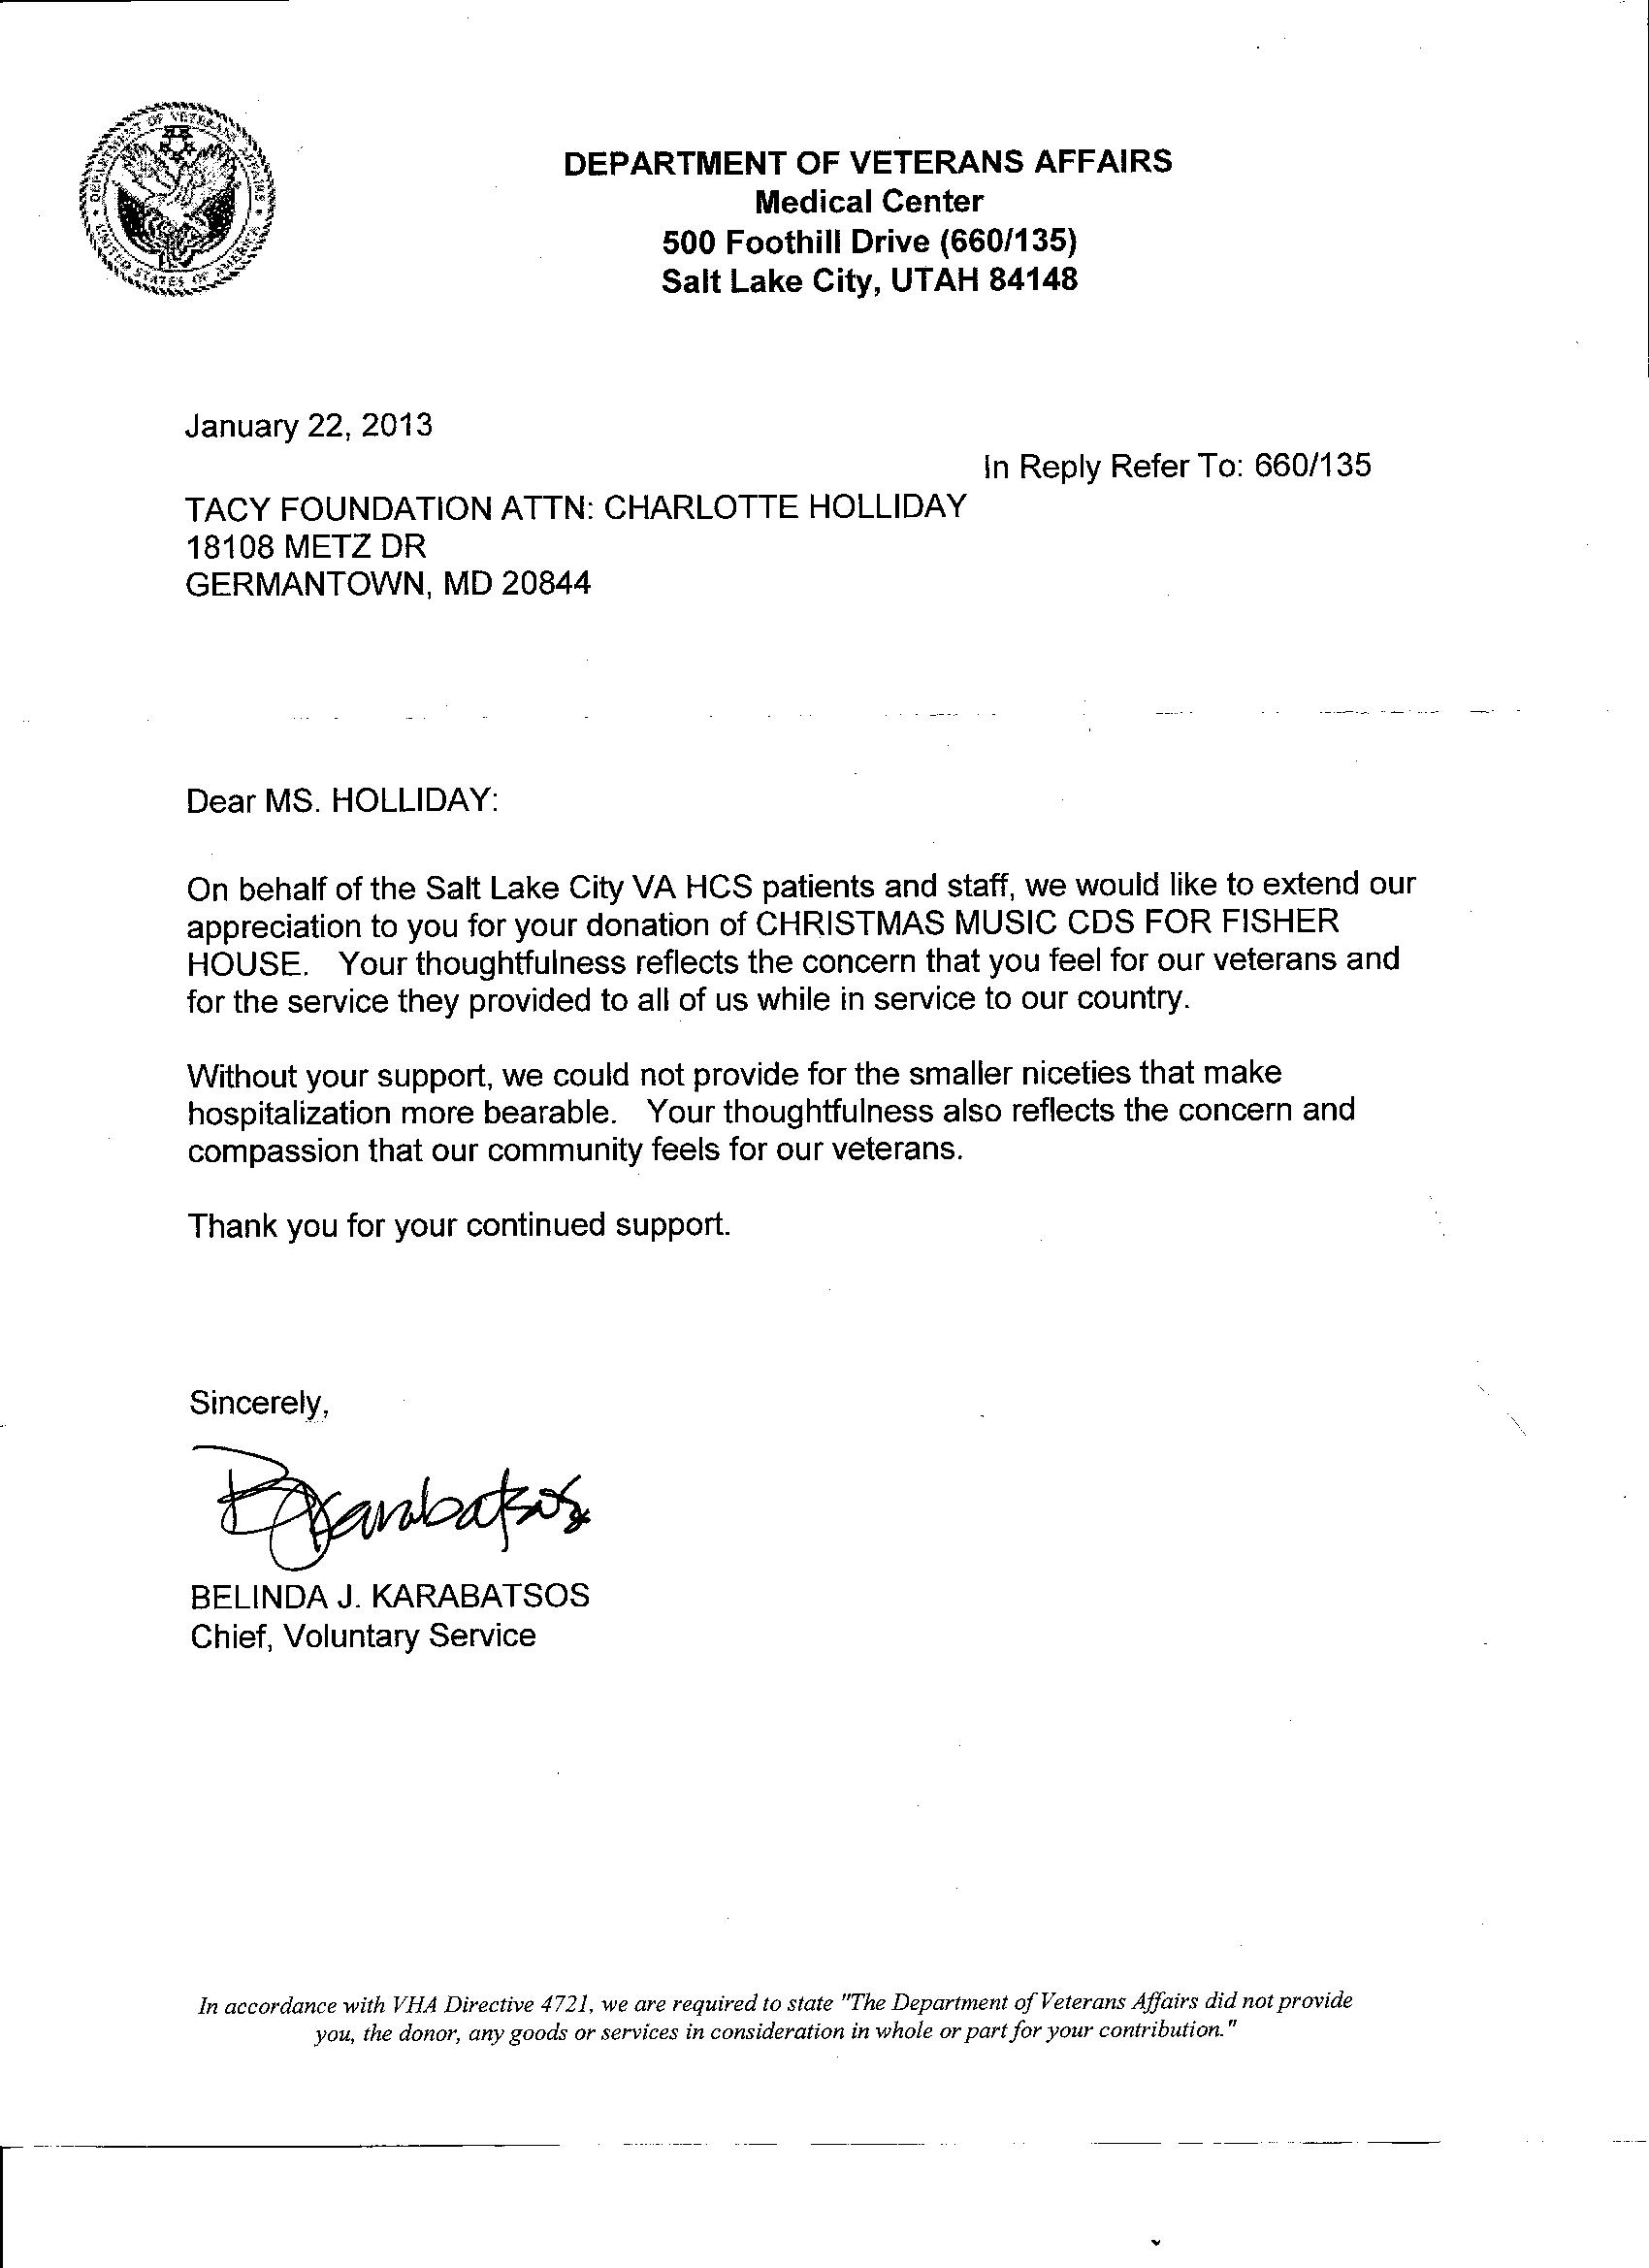 DEPARTMENT OF VETERANS AFFAIRS
UNITED STATES OF AMERICA
DEPARTMENT OF VETERANS AFFAIRS
Medical Center
500 Foothill Drive (660/135)
Salt Lake City, UTAH 84148
January 22, 2013
In Reply Refer To: 660/135
TACY FOUNDATION ATTN: CHARLOTTE HOLLIDAY
18108 METZ DR
GERMANTOWN, MD 20844
Dear MS. HOLLIDAY:
On behalf of the Salt Lake City VA HCS patients and staff, we would like to extend our
appreciation to you for your donation of CHRISTMAS MUSIC CDS FOR FISHER
HOUSE. Your thoughtfulness reflects the concern that you feel for our veterans and
for the service they provided to all of us while in service to our country.
Without your support, we could not provide for the smaller niceties that make
hospitalization more bearable. Your thoughtfulness also reflects the concern and
compassion that our community feels for our veterans.
Thank you for your continued support.
Sincerely,
BJKarabatsos
BELINDA J. KARABATSOS
Chief, Voluntary Service
In accordance with VHA Directive 4721, we are required to state "The Department of Veterans Affairs did not provide
you, the donor, any goods or services in consideration in whole or part for your contribution."